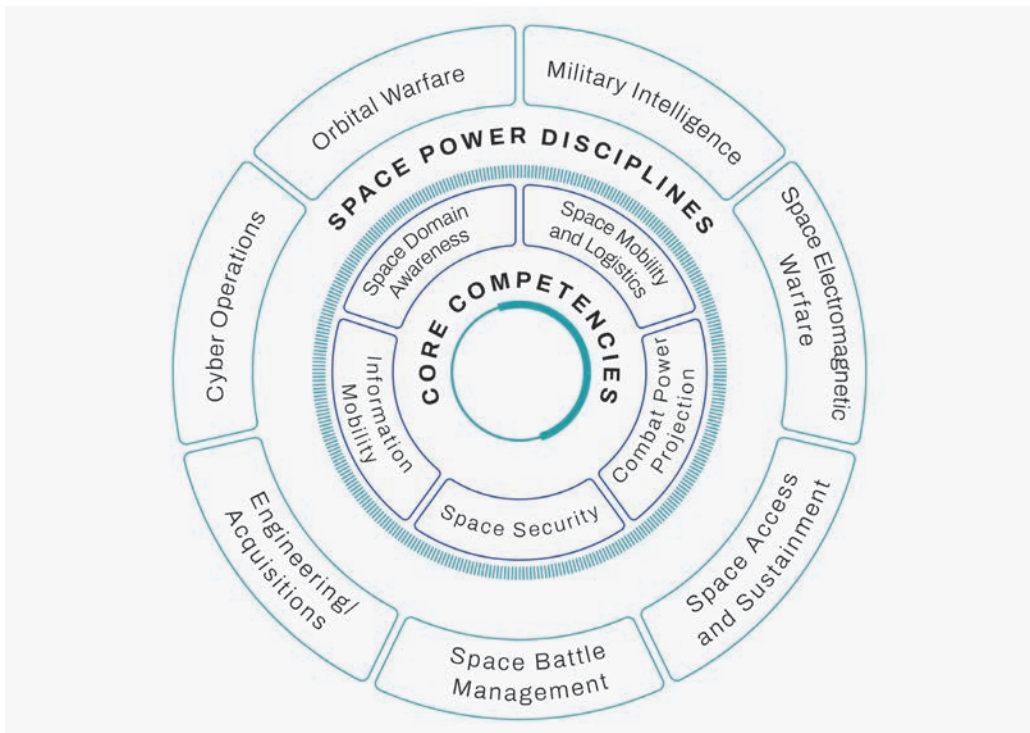 Orbital Warfare
Military Intelligence
SPACE POWER DISCIPLINES
Cyber Operations
Space Electromagnetic
Warfare
Space Domain
Awareness
Space Mobility
and Logistics
CORE COMPETENCIES
Information
Mobility
Combat Power
Projection
Space Security
Engineering/
Acquisitions
Space Access
and Sustainment
Space Battle
Management